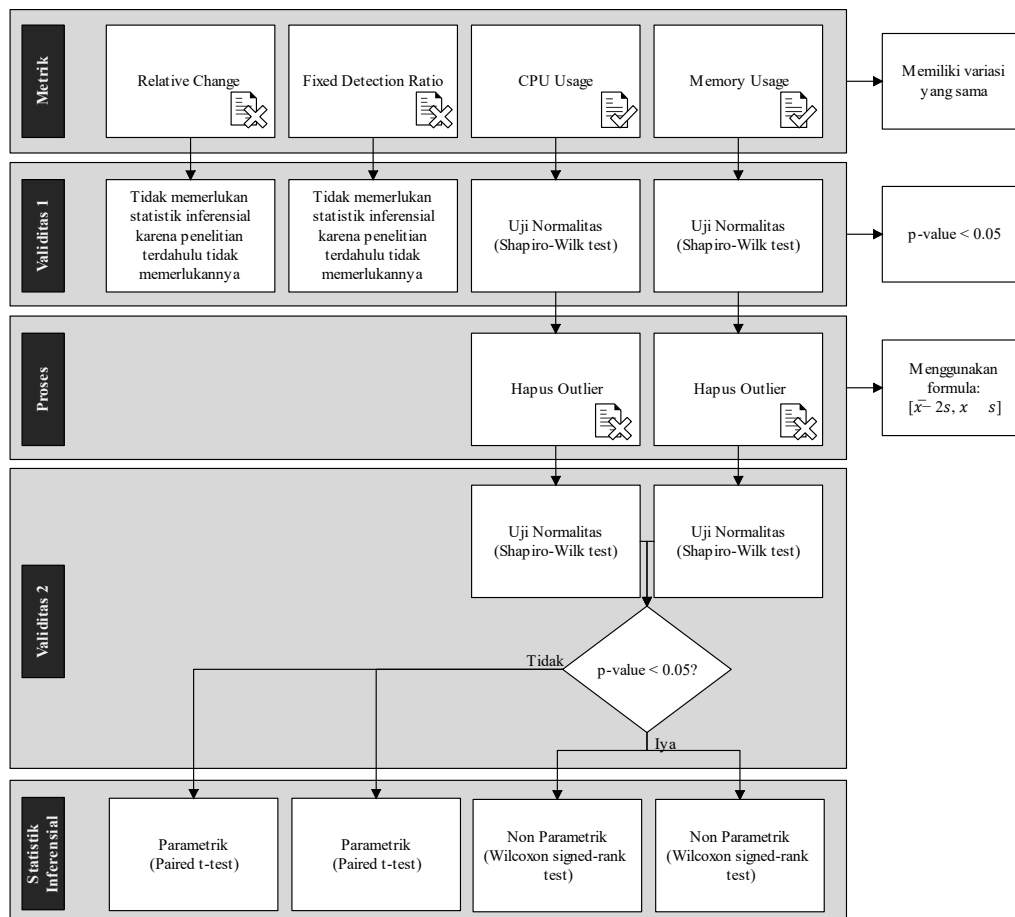 Metrik
Relative Change
Fixed Detection Ratio
CPU Usage
Memory Usage
Memiliki variasi
yang sama
Validitas 1
Tidak memerlukan
statistik inferensial
karena penelitian
terdahulu tidak
memerlukannya
Tidak memerlukan
statistik inferensial
karena penelitian
terdahulu tidak
memerlukannya
Uji Normalitas
(Shapiro-Wilk test)
Uji Normalitas
(Shapiro-Wilk test)
p-value < 0.05
Proses
Hapus Outlier
Hapus Outlier
Menggunakan
formula:
[x̄− 2s, x s]
Validitas 2
Uji Normalitas
(Shapiro-Wilk test)
Uji Normalitas
(Shapiro-Wilk test)
Tidak
p-value < 0.05?
Iya
Statistik
Inferensial
Parametrik
(Paired t-test)
Parametrik
(Paired t-test)
Non Parametrik
(Wilcoxon signed-rank
test)
Non Parametrik
(Wilcoxon signed-rank
test)